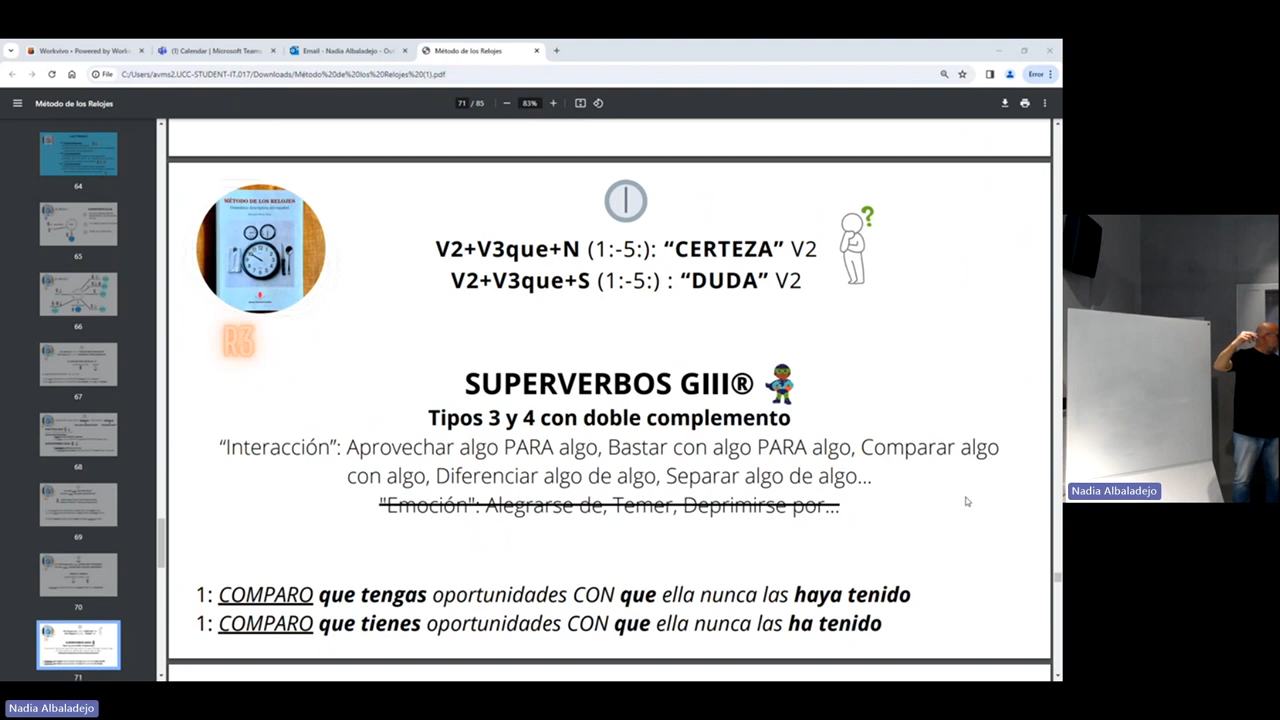 Workvivo • Powered by Work
(1) Calendar | Microsoft Teams
Email - Nadia Albaladejo - Ou
Método de los Relojes
File
C:/Users/avms2.UCC-STUDENT-IT.017/Downloads/Método%20de%20los%20Relojes%20(1).pdf
Error
Método de los Relojes
71 / 85
83%
64
65
66
67
68
69
70
71
MÉTODO DE LOS RELOJES
R3
V2+V3que+N (1:-5:): “CERTEZA” V2
V2+V3que+S (1:-5:) : “DUDA” V2
?
SUPERVERBOS GIII®
Tipos 3 y 4 con doble complemento
“Interacción”: Aprovechar algo PARA algo, Bastar con algo PARA algo, Comparar algo
con algo, Diferenciar algo de algo, Separar algo de algo...
"Emoción": Alegrarse de, Temer, Deprimirse por...
1: COMPARO que tengas oportunidades CON que ella nunca las haya tenido
1: COMPARO que tienes oportunidades CON que ella nunca las ha tenido
Nadia Albaladejo
Nadia Albaladejo